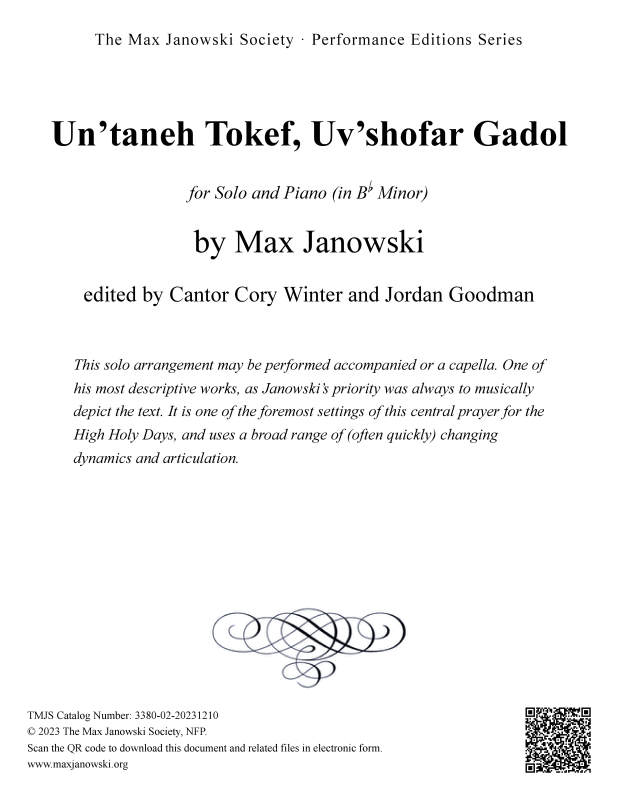 The Max Janowski Society · Performance Editions Series
Un’taneh Tokef, Uv’shofar Gadol
for Solo and Piano (in B♭ Minor)
by Max Janowski
edited by Cantor Cory Winter and Jordan Goodman
This solo arrangement may be performed accompanied or a capella. One of
his most descriptive works, as Janowski’s priority was always to musically
depict the text. It is one of the foremost settings of this central prayer for the
High Holy Days, and uses a broad range of (often quickly) changing
dynamics and articulation.
TMJS Catalog Number: 3380-02-20231210
© 2023 The Max Janowski Society, NFP.
Scan the QR code to download this document and related files in electronic form.
www.maxjanowski.org